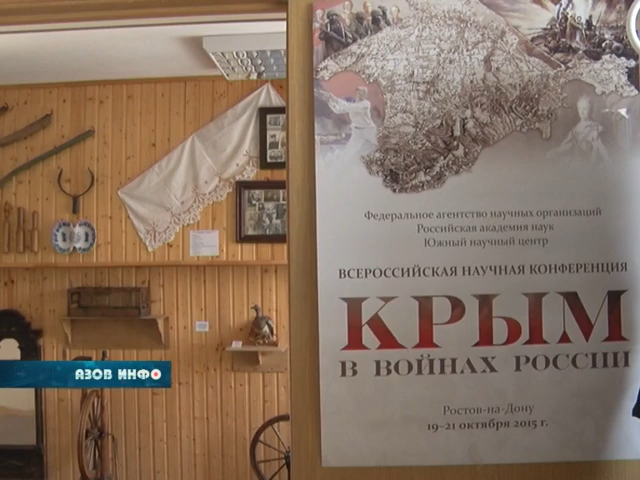 Федеральное агентство научных организаций
Российская академия наук
Южный научный центр
ВСЕРОССИЙСКАЯ НАУЧНАЯ КОНФЕРЕНЦИЯ
КРЫМ
В ВОЙНАХ РОССИИ
Ростов-на-Дону
19–21 октября 2015 г.
АЗОВ ИНФО